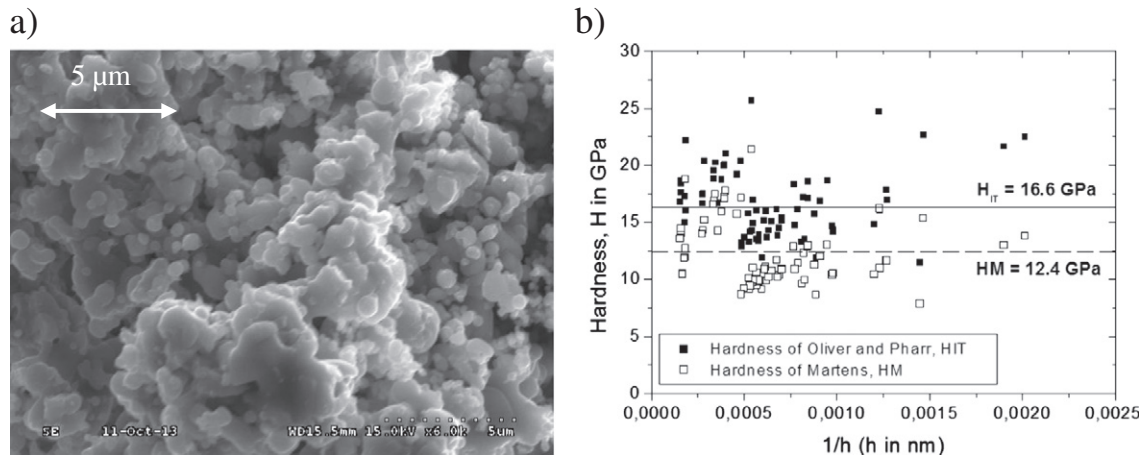 a)
5 µm
SE 11-Oct-13 WD15.5mm 15.0kV x6.0k 5um
b)
30
25
20
15
10
5
0
Hardness, H in GPa
H_IT = 16.6 GPa
HM = 12.4 GPa
Hardness of Oliver and Pharr, HIT
Hardness of Martens, HM
0,0000 0,0005 0,0010 0,0015 0,0020 0,0025
1/h (h in nm)